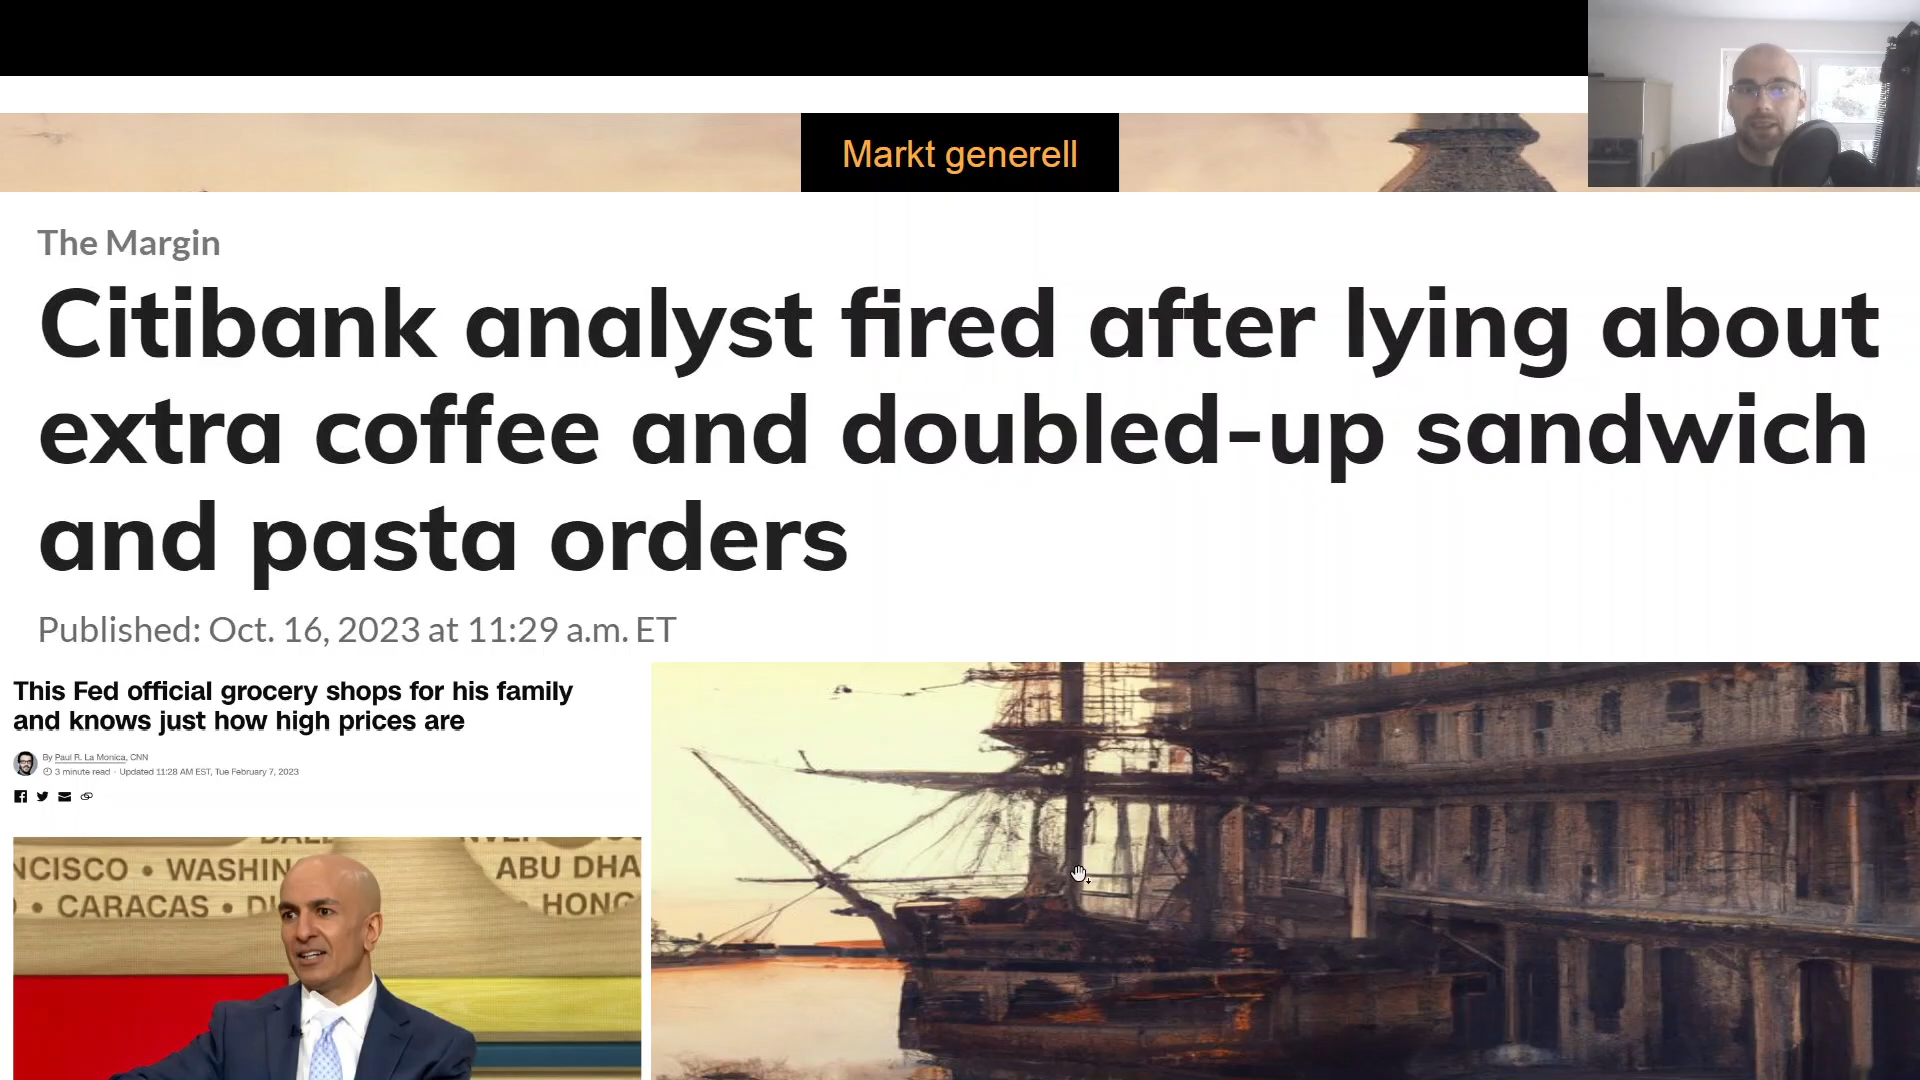 Markt generell
The Margin
Citibank analyst fired after lying about
extra coffee and doubled-up sandwich
and pasta orders
Published: Oct. 16, 2023 at 11:29 a.m. ET
This Fed official grocery shops for his family
and knows just how high prices are
By Paul R. La Monica, CNN
3 minute read · Updated 11:28 AM EST, Tue February 7, 2023
NCISCO • WASHIN
ABU DHA
• CARACAS • D
HONG